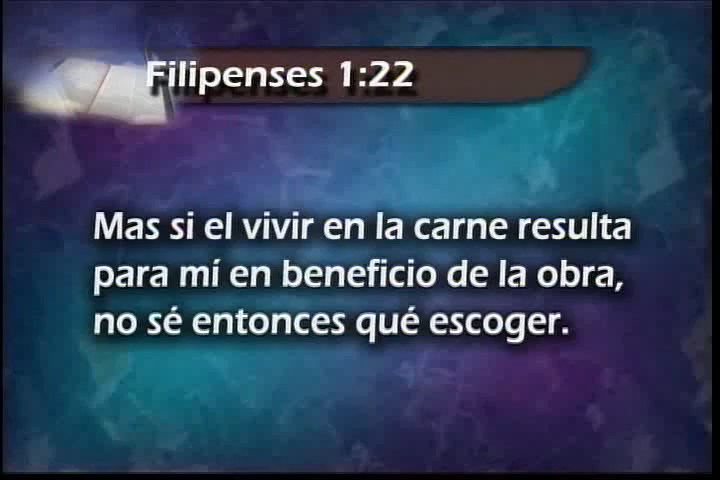 Filipenses 1:22
Mas si el vivir en la carne resulta
para mí en beneficio de la obra,
no sé entonces qué escoger.